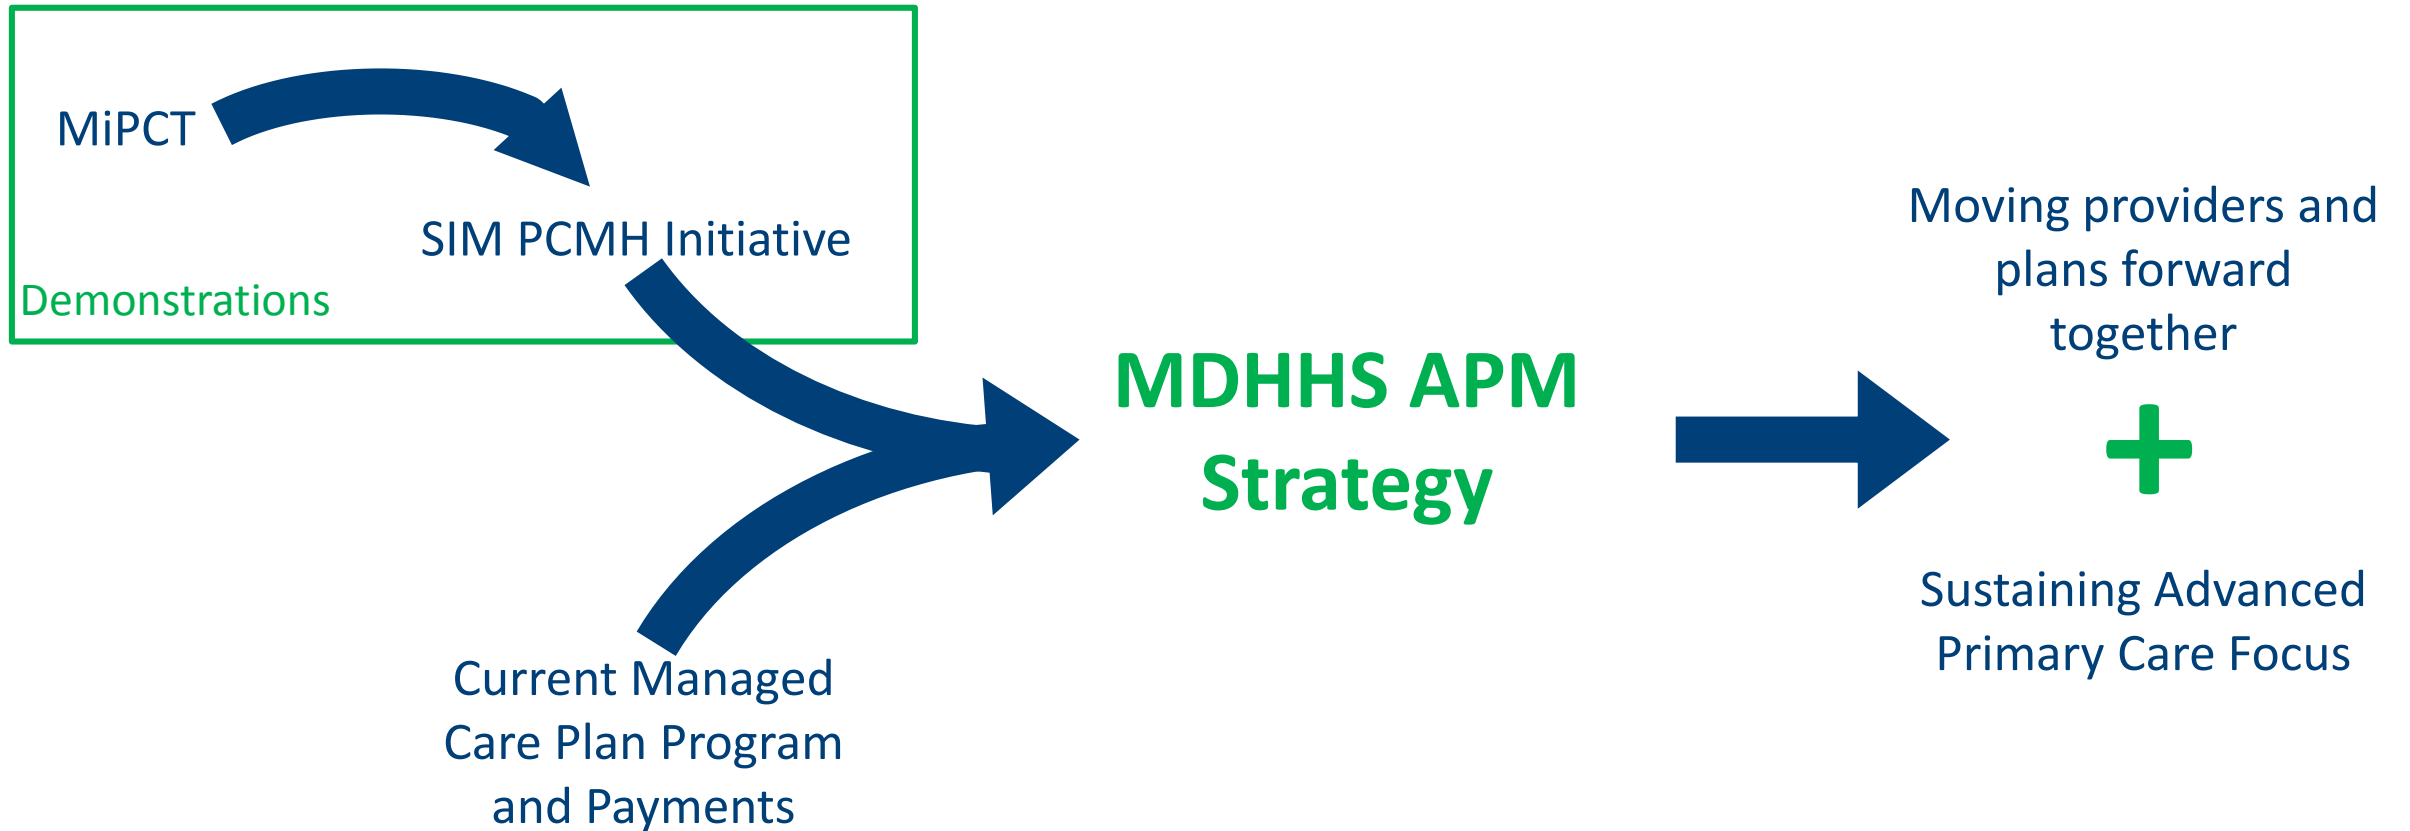 MiPCT
SIM PCMH Initiative
Demonstrations
Current Managed
Care Plan Program
and Payments
MDHHS APM
Strategy
Moving providers and
plans forward
together
+
Sustaining Advanced
Primary Care Focus